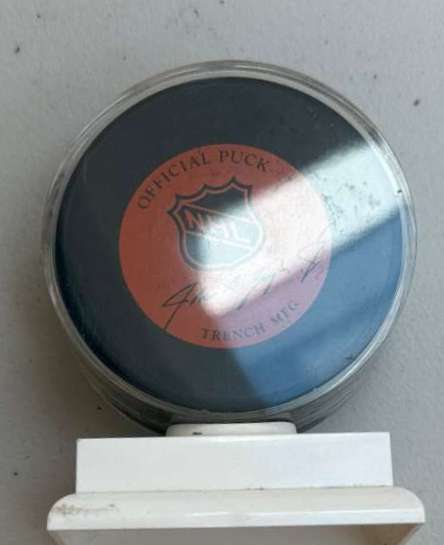 OFFICIAL PUCK
NHL
TRENCH MFG